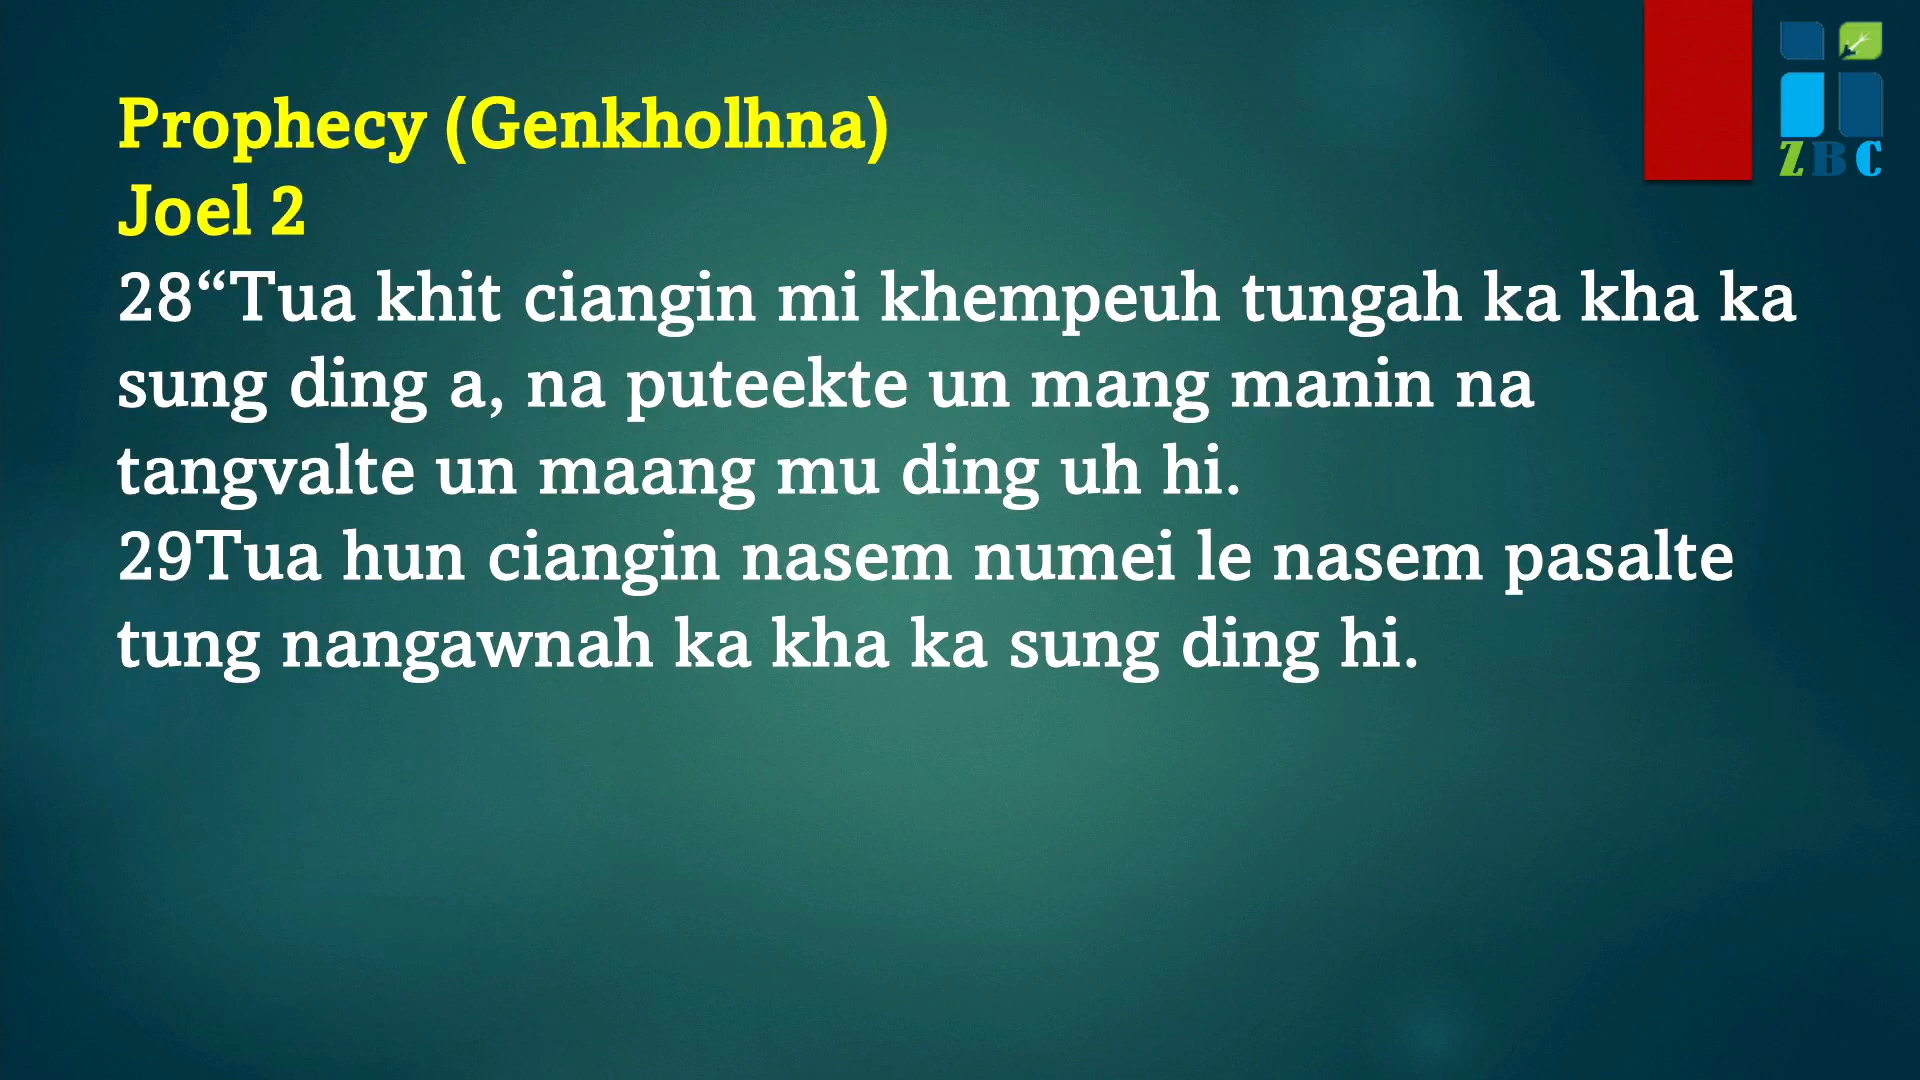 Prophecy (Genkholhna)
Joel 2
28“Tua khit ciangin mi khempeuh tungah ka kha ka
sung ding a, na puteekte un mang manin na
tangvalte un maang mu ding uh hi.
29Tua hun ciangin nasem numei le nasem pasalte
tung nangawnah ka kha ka sung ding hi.
ZBC